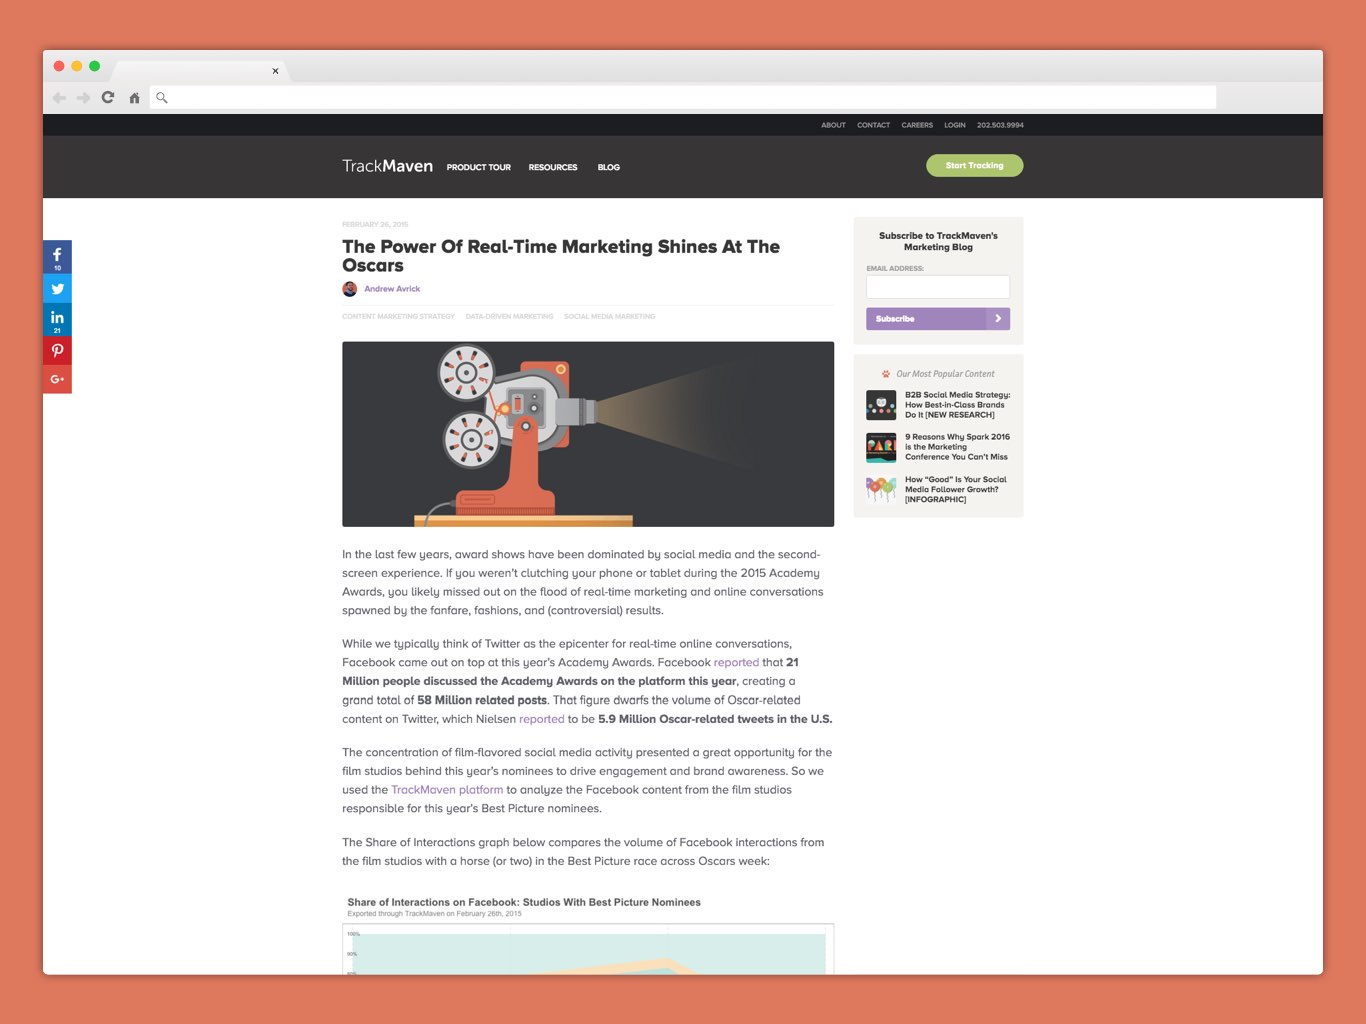 ABOUT CONTACT CAREERS LOGIN 202.503.9994
TrackMaven PRODUCT TOUR RESOURCES BLOG Start Tracking
FEBRUARY 26, 2015
The Power Of Real-Time Marketing Shines At The
Oscars
Andrew Avrick
CONTENT MARKETING STRATEGY DATA-DRIVEN MARKETING SOCIAL MEDIA MARKETING
10
in
21
G+
In the last few years, award shows have been dominated by social media and the second-
screen experience. If you weren't clutching your phone or tablet during the 2015 Academy
Awards, you likely missed out on the flood of real-time marketing and online conversations
spawned by the fanfare, fashions, and (controversial) results.
While we typically think of Twitter as the epicenter for real-time online conversations,
Facebook came out on top at this year's Academy Awards. Facebook reported that 21
Million people discussed the Academy Awards on the platform this year, creating a
grand total of 58 Million related posts. That figure dwarfs the volume of Oscar-related
content on Twitter, which Nielsen reported to be 5.9 Million Oscar-related tweets in the U.S.
The concentration of film-flavored social media activity presented a great opportunity for the
film studios behind this year's nominees to drive engagement and brand awareness. So we
used the TrackMaven platform to analyze the Facebook content from the film studios
responsible for this year's Best Picture nominees.
The Share of Interactions graph below compares the volume of Facebook interactions from
the film studios with a horse (or two) in the Best Picture race across Oscars week:
Share of Interactions on Facebook: Studios With Best Picture Nominees
Exported through TrackMaven on February 26th, 2015
100%
90%
Subscribe to TrackMaven's
Marketing Blog
EMAIL ADDRESS:
Subscribe
Our Most Popular Content
B2B Social Media Strategy:
How Best-in-Class Brands
Do It [NEW RESEARCH]
9 Reasons Why Spark 2016
is the Marketing
Conference You Can't Miss
How “Good” Is Your Social
Media Follower Growth?
[INFOGRAPHIC]